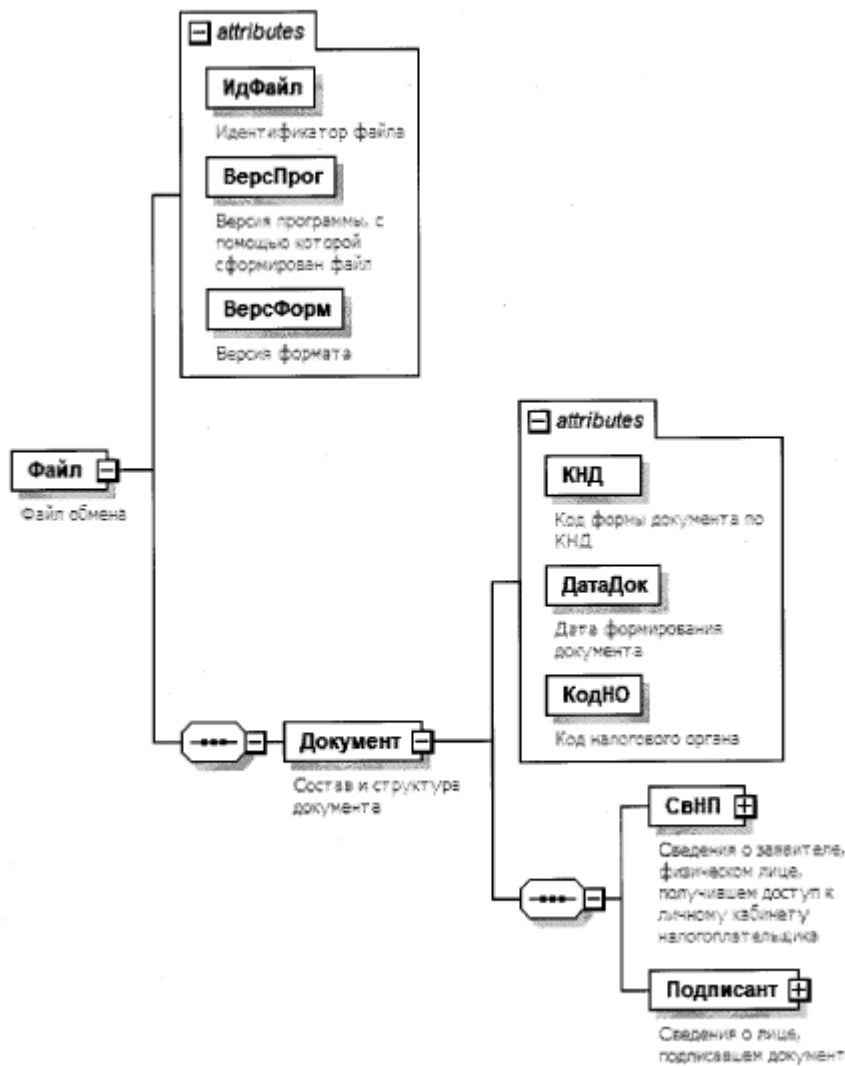 attributes
ИдФайл
Идентификатор файла
ВерсПрог
Версия программы, с
помощью которой
сформирован файл
ВерсФорм
Версия формата
Файл
Файл обмена
attributes
КНД
Код формы документа по
КНД
ДатаДок
Дата формирования
документа
КодНО
Код налогового органа
Документ
Состав и структура
документа
СвНП
Сведения о заявителе,
физическом лице,
получившем доступ к
личному кабинету
налогоплательщика
Подписант
Сведения о лице,
подписавшем документ